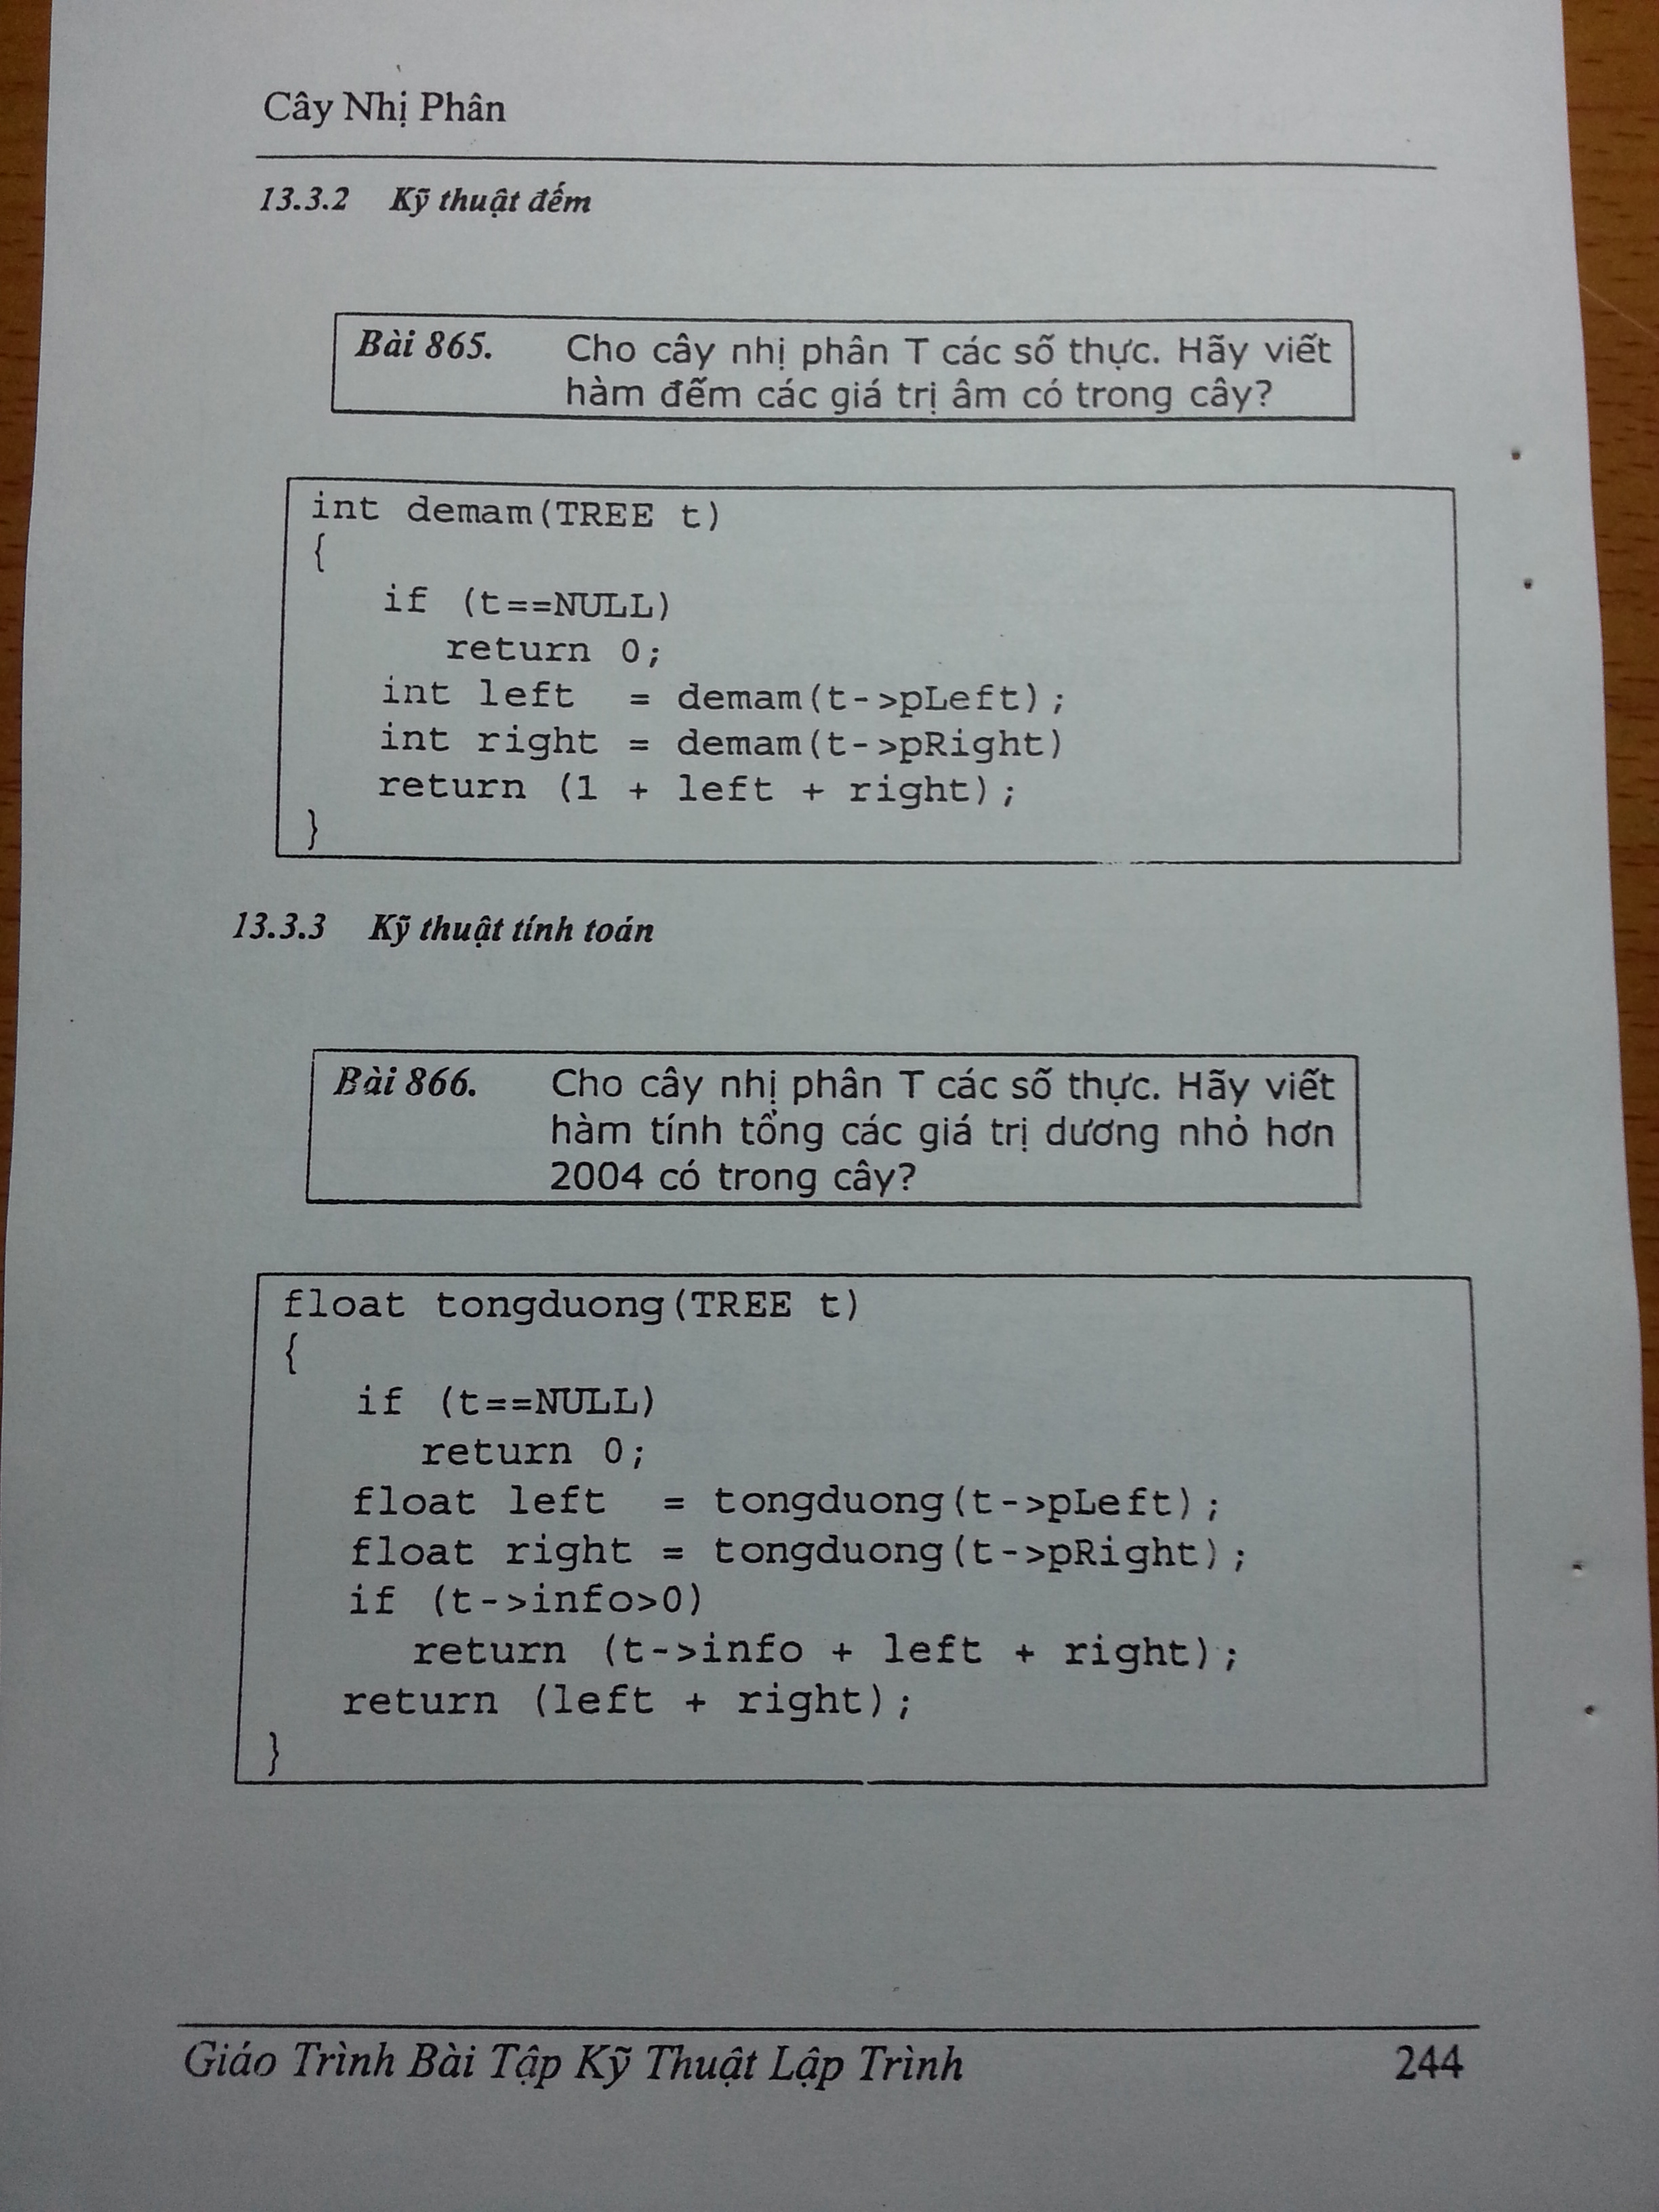 Cây Nhị Phân
13.3.2 Kỹ thuật đếm
Bài 865. Cho cây nhị phân T các số thực. Hãy viết
hàm đếm các giá trị âm có trong cây?
int demam(TREE t)
{
if (t==NULL)
return 0;
int left = demam(t->pLeft);
int right = demam(t->pRight)
return (1 + left + right);
}
13.3.3 Kỹ thuật tính toán
Bài 866. Cho cây nhị phân T các số thực. Hãy viết
hàm tính tổng các giá trị dương nhỏ hơn
2004 có trong cây?
float tongduong(TREE t)
{
if (t==NULL)
return 0;
float left = tongduong(t->pLeft);
float right = tongduong(t->pRight);
if (t->info>0)
return (t->info + left + right);
return (left + right);
}
Giáo Trình Bài Tập Kỹ Thuật Lập Trình 244